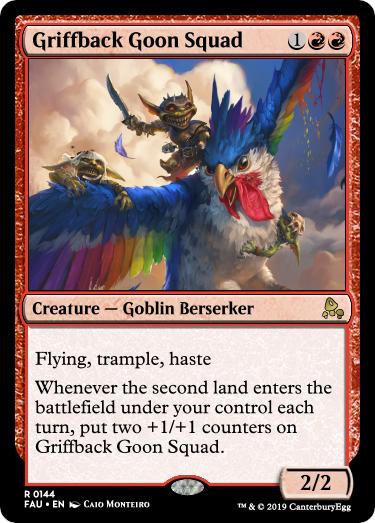 Griffback Goon Squad 1
Creature — Goblin Berserker
Flying, trample, haste
Whenever the second land enters the
battlefield under your control each
turn, put two +1/+1 counters on
Griffback Goon Squad.
2/2
R 0144
FAU • EN Caio Monteiro
™ & © 2019 CanterburyEgg